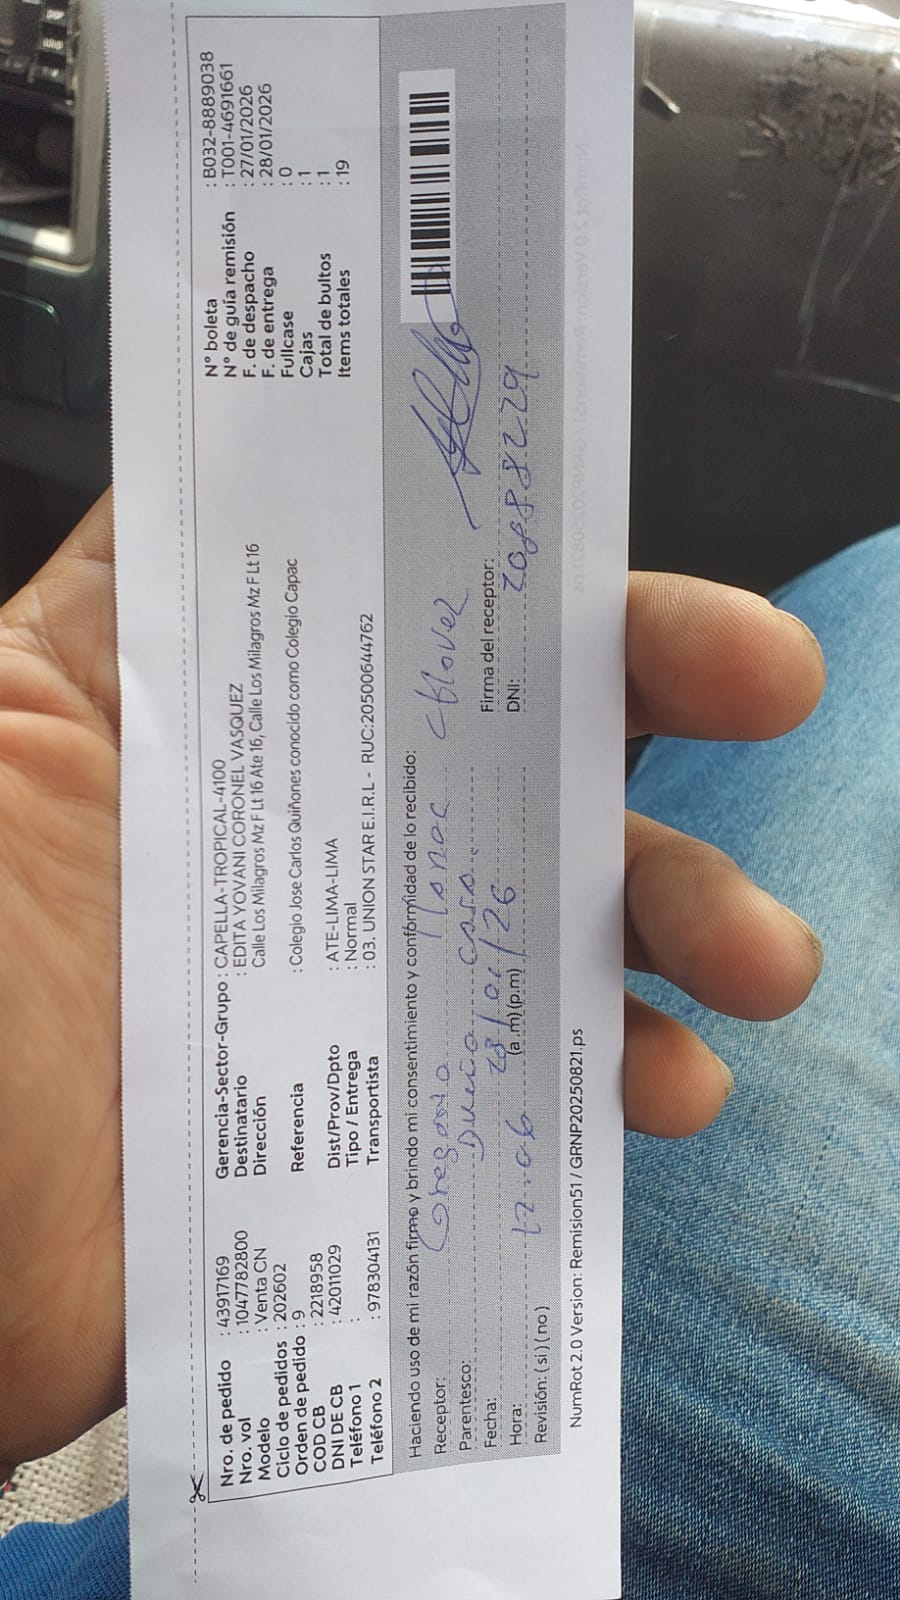 Nro. de pedido : 43917169
Nro. vol : 1047782800
Modelo : Venta CN
Ciclo de pedidos : 202602
Orden de pedido : 9
COD CB : 2218958
DNI DE CB : 42011029
Teléfono 1 :
Teléfono 2 : 978304131
Gerencia-Sector-Grupo : CAPELLA-TROPICAL-4100
Destinatario : EDITA YOVANI CORONEL VASQUEZ
Dirección Calle Los Milagros Mz F Lt 16 Ate 16, Calle Los Milagros Mz F Lt 16
Referencia : Colegio Jose Carlos Quiñones conocido como Colegio Capac
Dist/Prov/Dpto : ATE-LIMA-LIMA
Tipo / Entrega : Normal
Transportista : 03. UNION STAR E.I.R.L - RUC:20500644762
N° boleta : B032-8889038
N° de guía remisión : T001-4691661
F. de despacho : 27/01/2026
F. de entrega : 28/01/2026
Fullcase : 0
Cajas : 1
Total de bultos : 1
Items totales : 19
Haciendo uso de mi razón firmo y brindo mi consentimiento y conformidad de lo recibido:
Receptor: Gregorio
Parentesco: Dueño casa
Fecha: 28/01/26
Hora: 12:06 (a .m) (p.m)
Revisión: ( si ) ( no )
Firma del receptor:
DNI:
NumRot 2.0 Version: Remision51 / GRNP20250821.ps